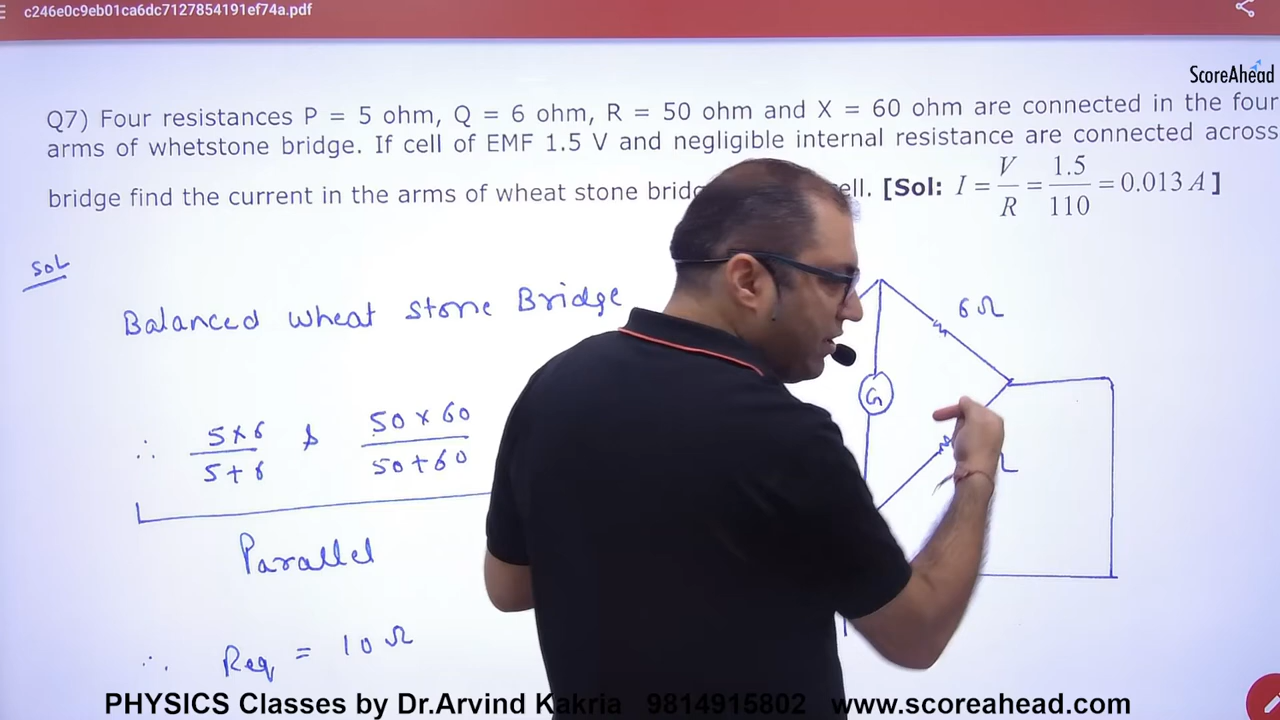 c246e0c9eb01ca6dc7127854191ef74a.pdf
ScoreAhead
Q7) Four resistances P = 5 ohm, Q = 6 ohm, R = 50 ohm and X = 60 ohm are connected in the four
arms of whetstone bridge. If cell of EMF 1.5 V and negligible internal resistance are connected across
bridge find the current in the arms of wheat stone ell. [Sol: I = V/R = 1.5/110 = 0.013 A]
SOL
Balanced wheat stone Bridge
6 Ω
G
∴ 5×6/5+6 & 50×60/50+60
Parallel
∴ Req = 10 Ω
PHYSICS Classes by Dr.Arvind Kakria 9814915802 www.scoreahead.com